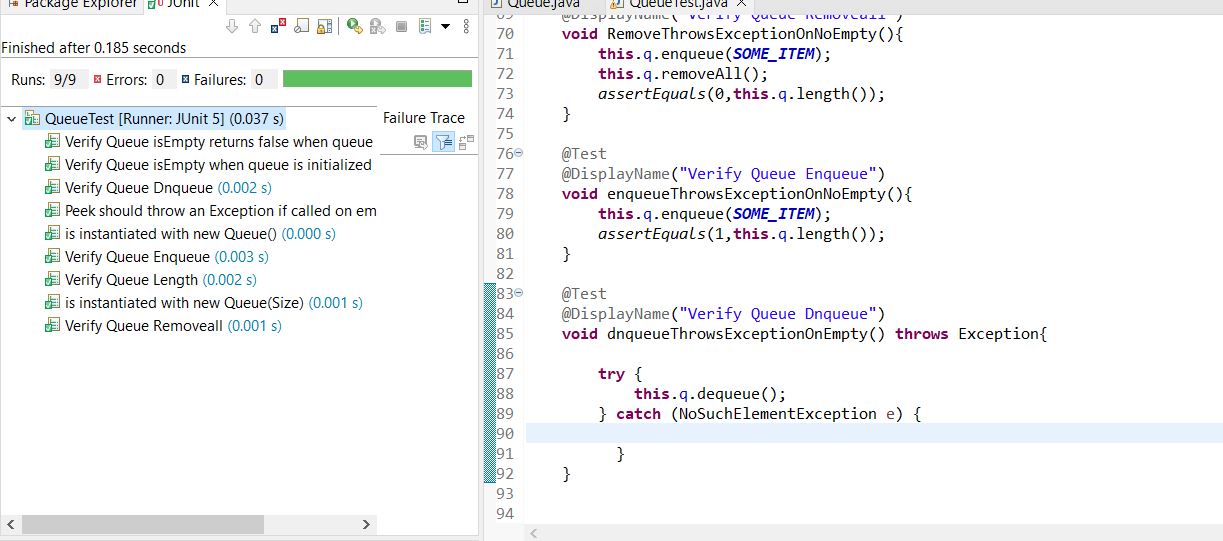 Package Explorer
JUnit
Finished after 0.185 seconds
Runs: 9/9 Errors: 0 Failures: 0
QueueTest [Runner: JUnit 5] (0.037 s)
Verify Queue isEmpty returns false when queue
Verify Queue isEmpty when queue is initialized
Verify Queue Dnqueue (0.002 s)
Peek should throw an Exception if called on em
is instantiated with new Queue() (0.000 s)
Verify Queue Enqueue (0.003 s)
Verify Queue Length (0.002 s)
is instantiated with new Queue(Size) (0.001 s)
Verify Queue Removeall (0.001 s)
Failure Trace
Queue.java
QueueTest.java
69 @DisplayName("Verify Queue Removeall")
70 void RemoveThrowsExceptionOnNoEmpty(){
71 this.q.enqueue(SOME_ITEM);
72 this.q.removeAll();
73 assertEquals(0,this.q.length());
74 }
75
76 @Test
77 @DisplayName("Verify Queue Enqueue")
78 void enqueueThrowsExceptionOnNoEmpty(){
79 this.q.enqueue(SOME_ITEM);
80 assertEquals(1,this.q.length());
81 }
82
83 @Test
84 @DisplayName("Verify Queue Dnqueue")
85 void dnqueueThrowsExceptionOnEmpty() throws Exception{
86
87 try {
88 this.q.dequeue();
89 } catch (NoSuchElementException e) {
90
91 }
92 }
93
94